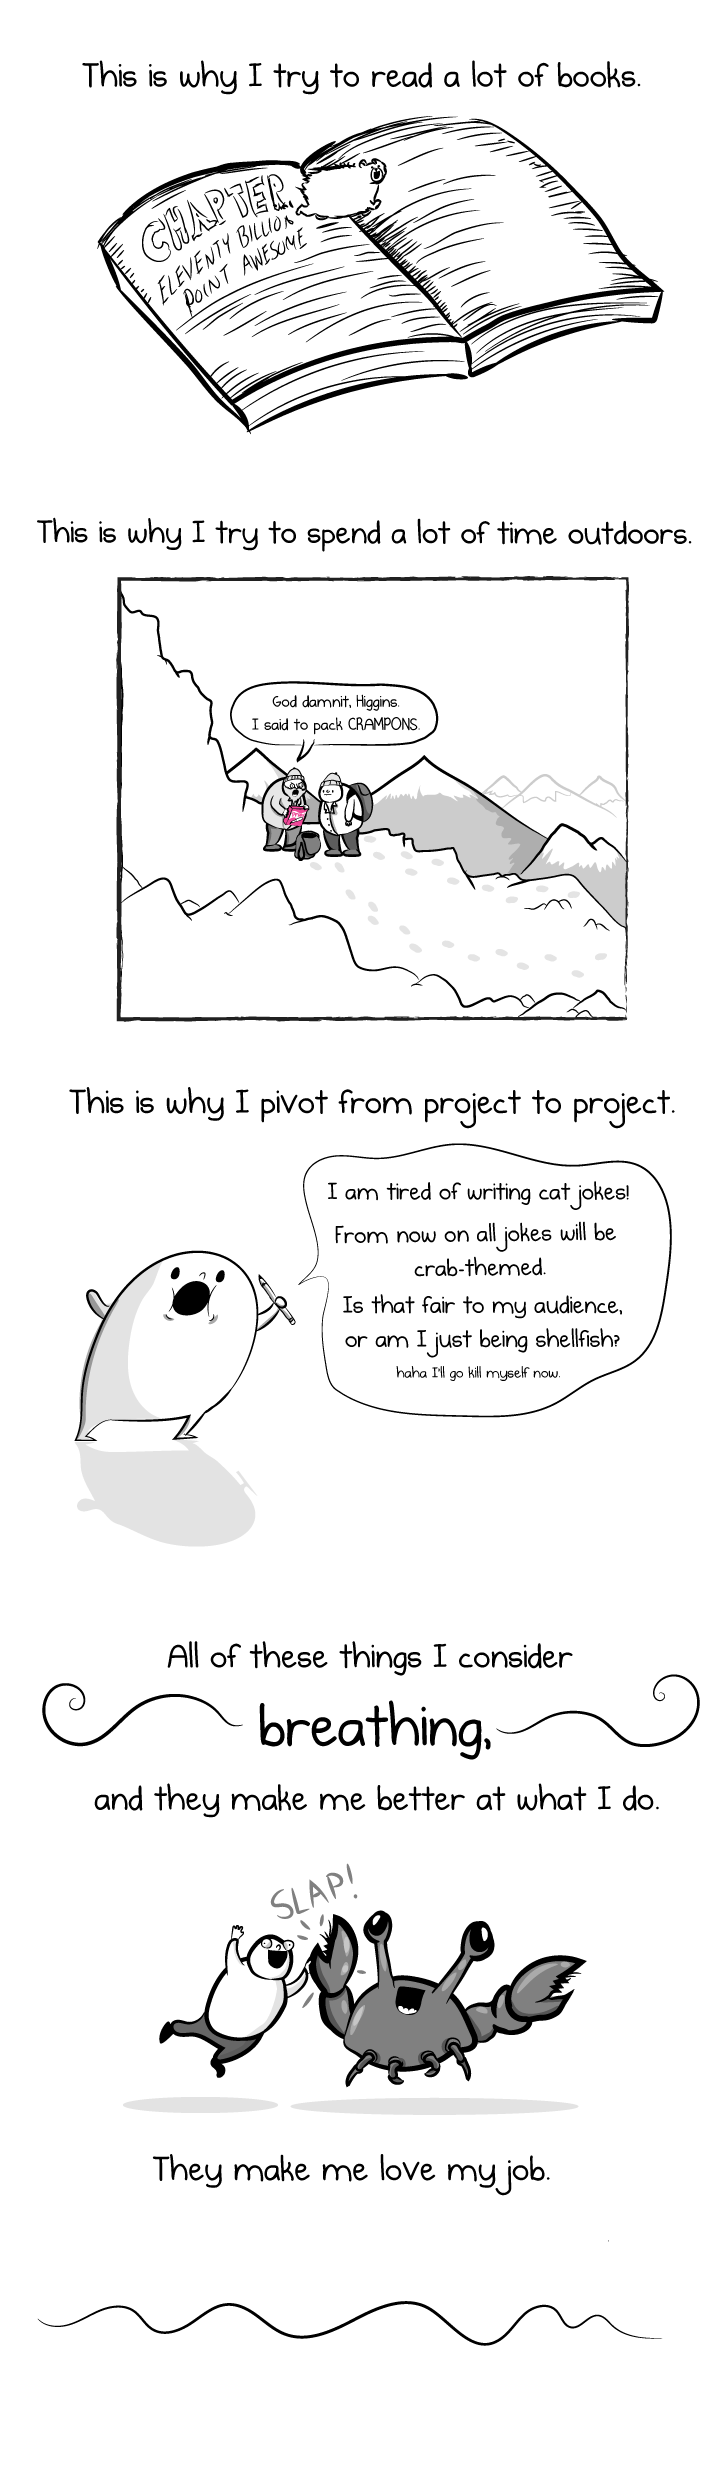 This is why I try to read a lot of books.
CHAPTER
ELEVENTY BILLION
POINT AWESOME
This is why I try to spend a lot of time outdoors.
God damnit, Higgins.
I said to pack CRAMPONS.
This is why I pivot from project to project.
I am tired of writing cat jokes!
From now on all jokes will be
crab-themed.
Is that fair to my audience,
or am I just being shellfish?
haha I'll go kill myself now.
All of these things I consider
breathing,
and they make me better at what I do.
SLAP!
They make me love my job.